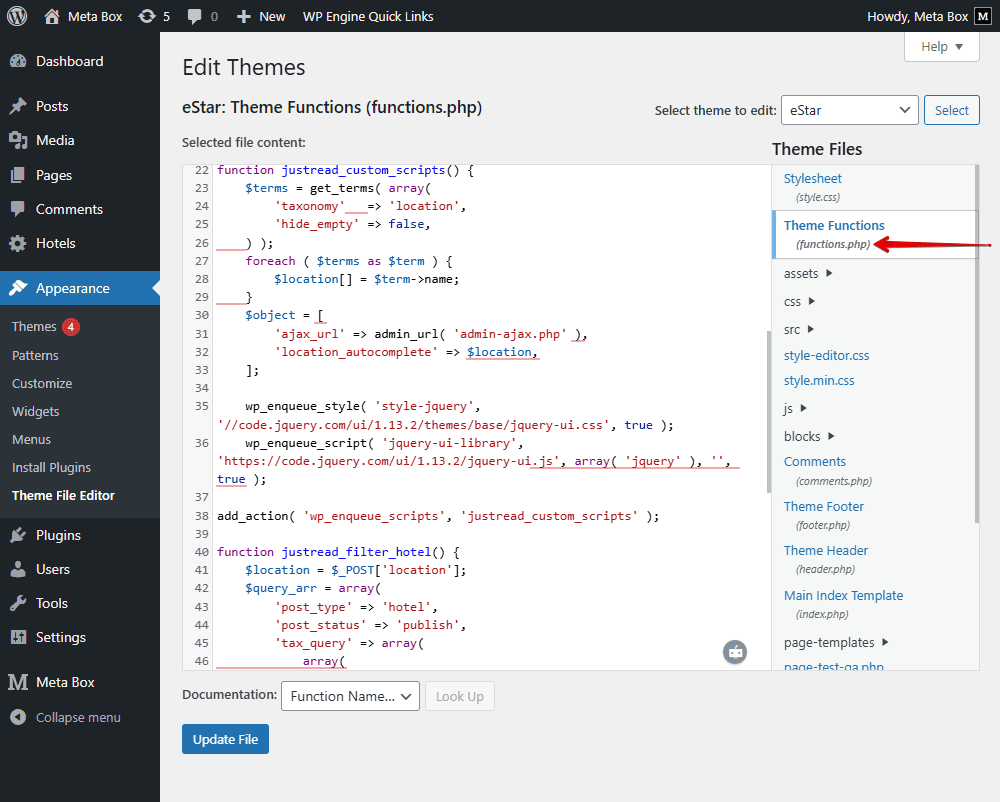 Meta Box 5 0 New WP Engine Quick Links Howdy, Meta Box M
Help
Dashboard
Posts
Media
Pages
Comments
Hotels
Appearance
Themes 4
Patterns
Customize
Widgets
Menus
Install Plugins
Theme File Editor
Plugins
Users
Tools
Settings
Meta Box
Collapse menu
Edit Themes
eStar: Theme Functions (functions.php)
Select theme to edit: eStar Select
Selected file content:
22 function justread_custom_scripts() {
23 $terms = get_terms( array(
24 'taxonomy' => 'location',
25 'hide_empty' => false,
26 ) );
27 foreach ( $terms as $term ) {
28 $location[] = $term->name;
29 }
30 $object = [
31 'ajax_url' => admin_url( 'admin-ajax.php' ),
32 'location_autocomplete' => $location,
33 ];
34
35 wp_enqueue_style( 'style-jquery',
'//code.jquery.com/ui/1.13.2/themes/base/jquery-ui.css', true );
36 wp_enqueue_script( 'jquery-ui-library',
'https://code.jquery.com/ui/1.13.2/jquery-ui.js', array( 'jquery' ), '',
true );
37
38 add_action( 'wp_enqueue_scripts', 'justread_custom_scripts' );
39
40 function justread_filter_hotel() {
41 $location = $_POST['location'];
42 $query_arr = array(
43 'post_type' => 'hotel',
44 'post_status' => 'publish',
45 'tax_query' => array(
46 array(
Theme Files
Stylesheet
(style.css)
Theme Functions
(functions.php)
assets
css
src
style-editor.css
style.min.css
js
blocks
Comments
(comments.php)
Theme Footer
(footer.php)
Theme Header
(header.php)
Main Index Template
(index.php)
page-templates
page-test-qa.php
Documentation: Function Name... Look Up
Update File